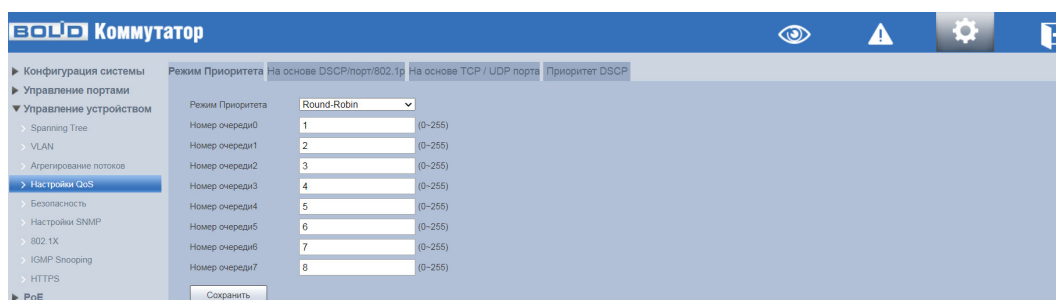 BOLID Коммутатор
Конфигурация системы
Управление портами
Управление устройством
Spanning Tree
VLAN
Агрегирование потоков
Настройки QoS
Безопасность
Настройки SNMP
802.1X
IGMP Snooping
HTTPS
PoE
Режим Приоритета На основе DSCP/порт/802.1p На основе TCP / UDP порта Приоритет DSCP
Режим Приоритета Round-Robin
Номер очереди0 1 (0~255)
Номер очереди1 2 (0~255)
Номер очереди2 3 (0~255)
Номер очереди3 4 (0~255)
Номер очереди4 5 (0~255)
Номер очереди5 6 (0~255)
Номер очереди6 7 (0~255)
Номер очереди7 8 (0~255)
Сохранить